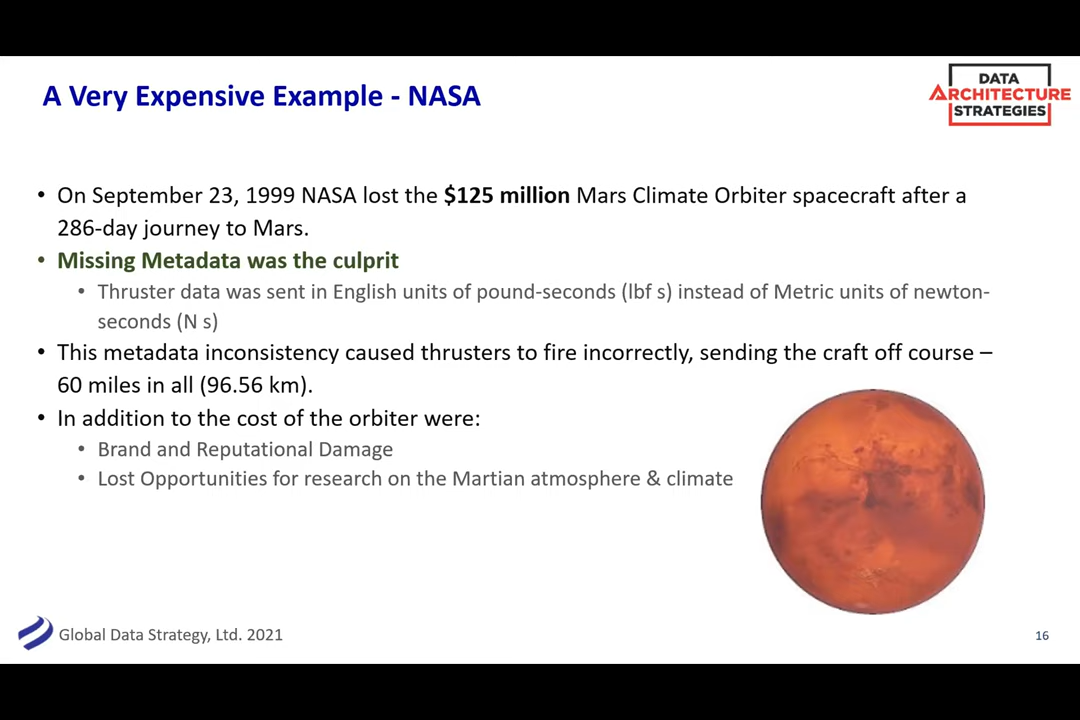 A Very Expensive Example - NASA
DATA
ARCHITECTURE
STRATEGIES
• On September 23, 1999 NASA lost the $125 million Mars Climate Orbiter spacecraft after a
286-day journey to Mars.
• Missing Metadata was the culprit
• Thruster data was sent in English units of pound-seconds (lbf s) instead of Metric units of newton-
seconds (N s)
• This metadata inconsistency caused thrusters to fire incorrectly, sending the craft off course –
60 miles in all (96.56 km).
• In addition to the cost of the orbiter were:
• Brand and Reputational Damage
• Lost Opportunities for research on the Martian atmosphere & climate
Global Data Strategy, Ltd. 2021
16